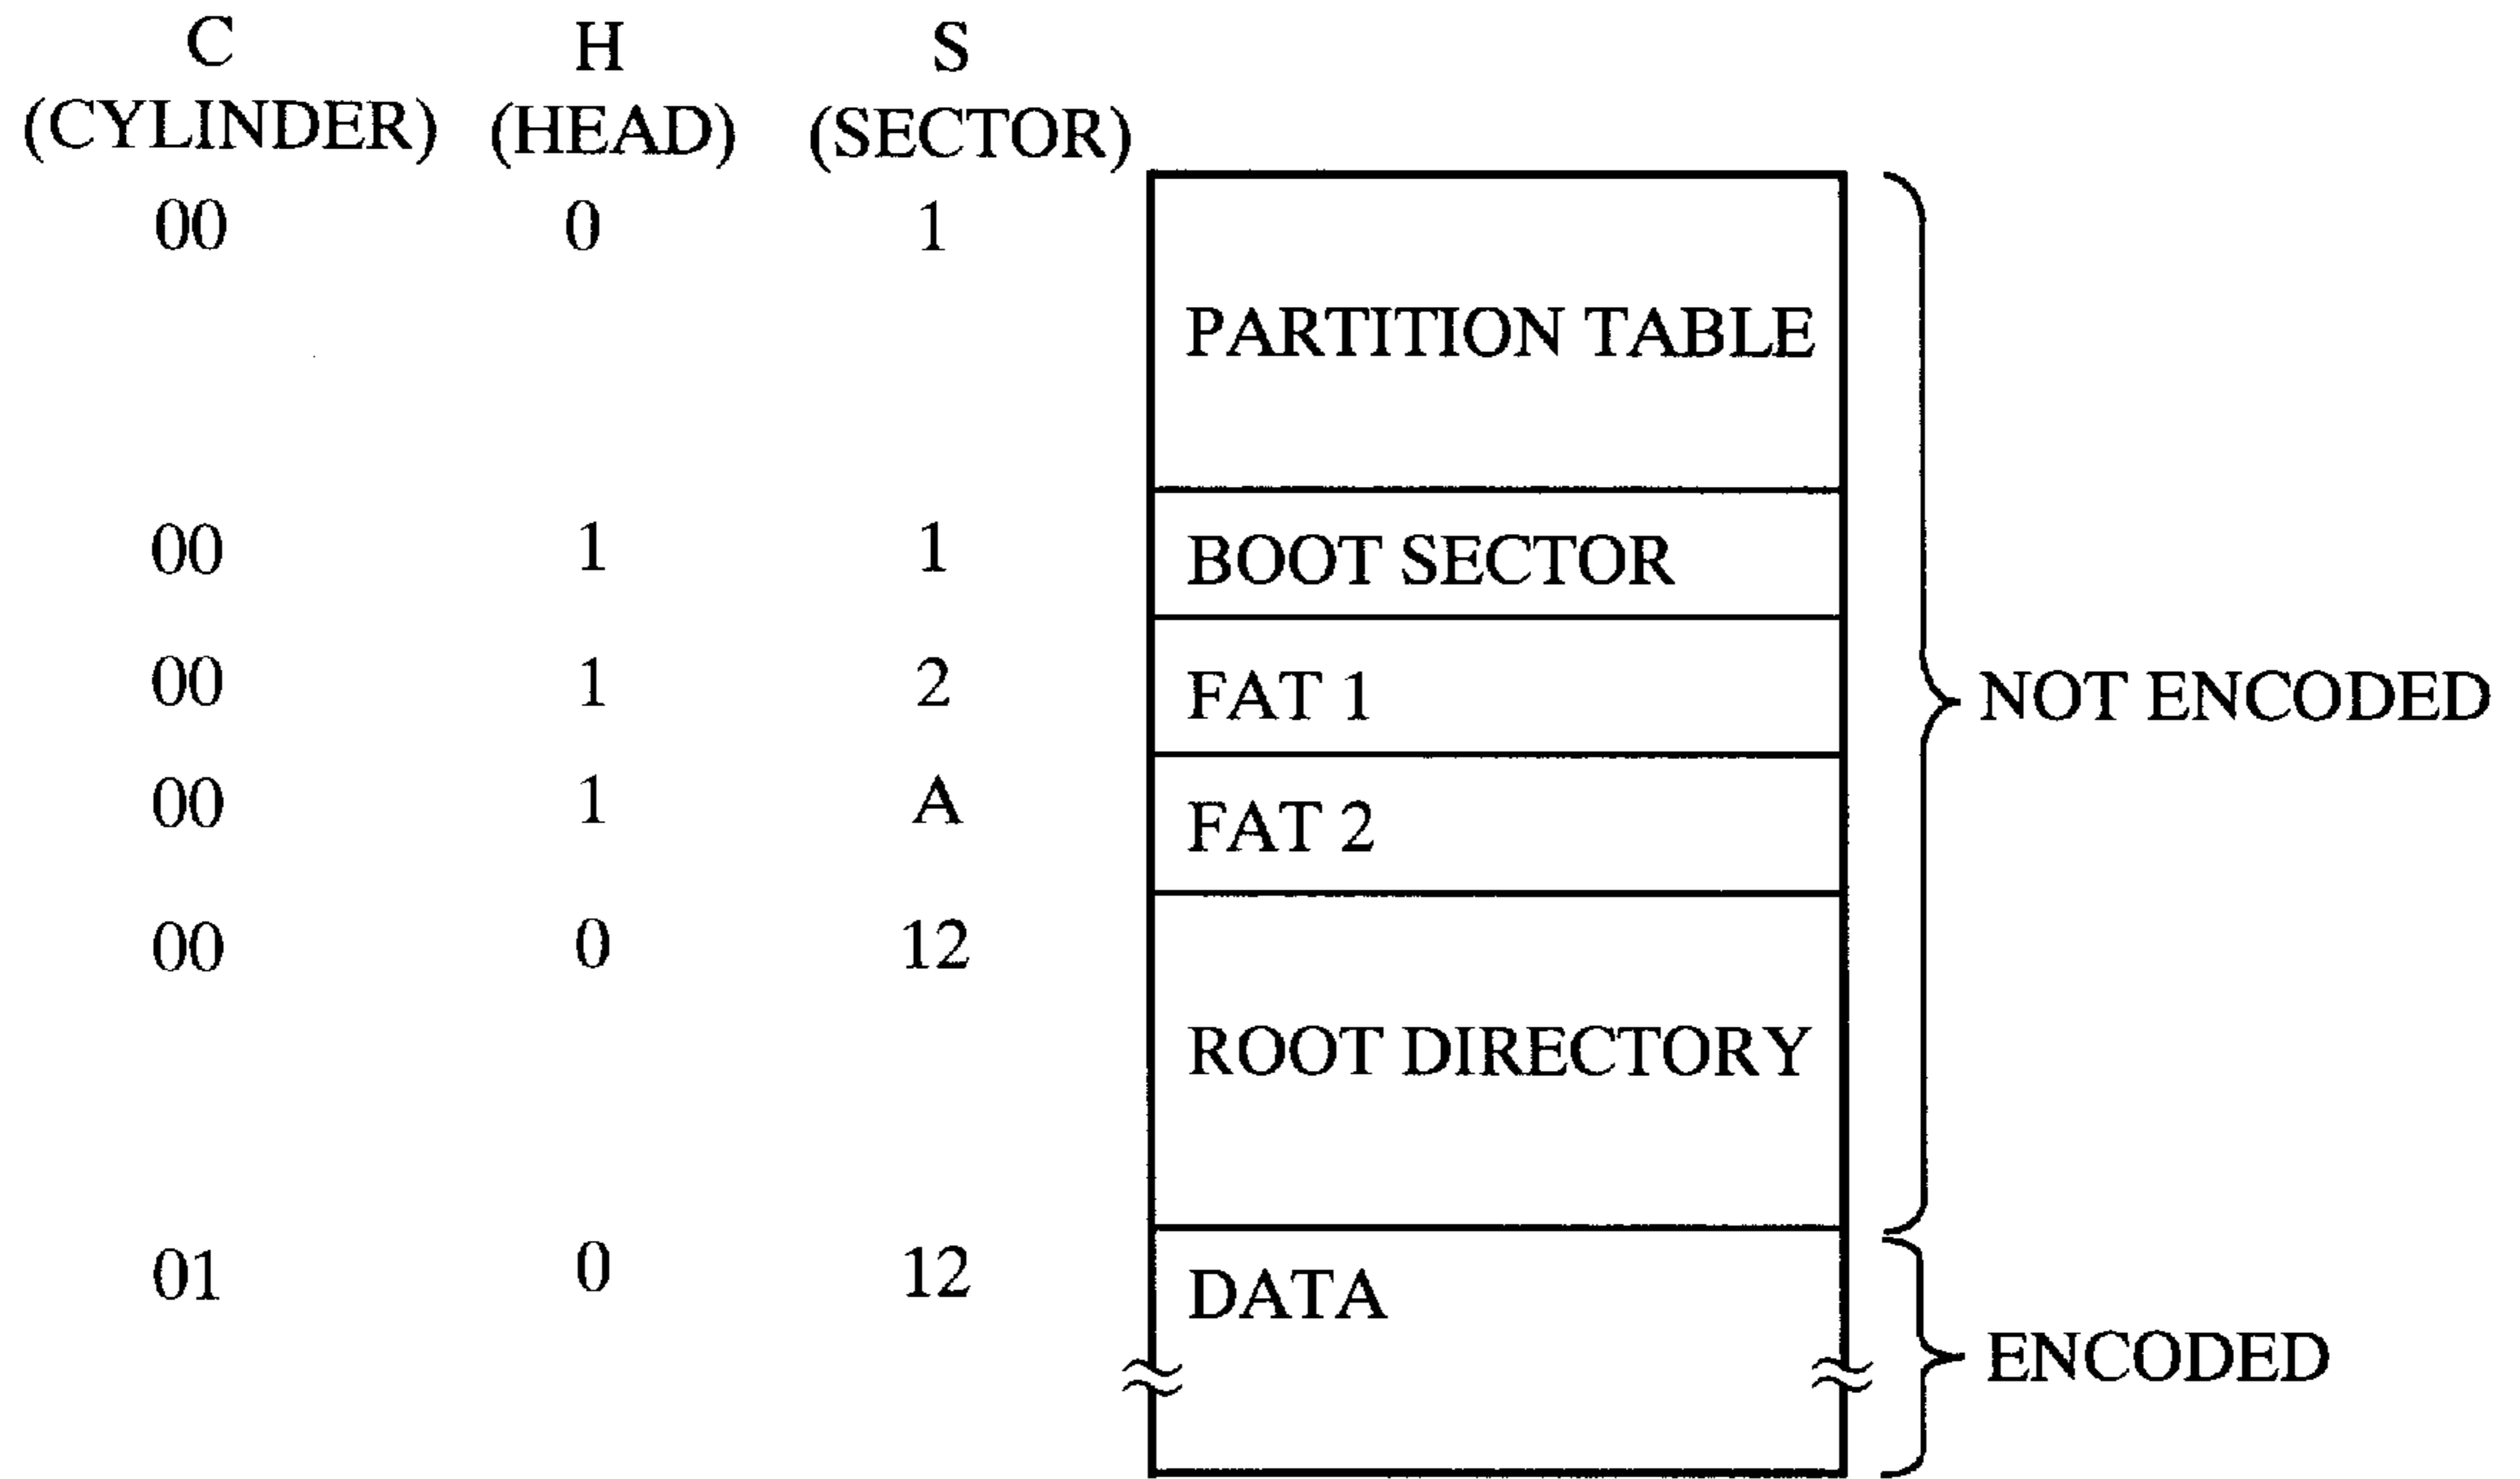 C H S
(CYLINDER) (HEAD) (SECTOR)
00 0 1
PARTITION TABLE
00 1 1 BOOT SECTOR
00 1 2 FAT 1 NOT ENCODED
00 1 A FAT 2
00 0 12
ROOT DIRECTORY
01 0 12 DATA
ENCODED